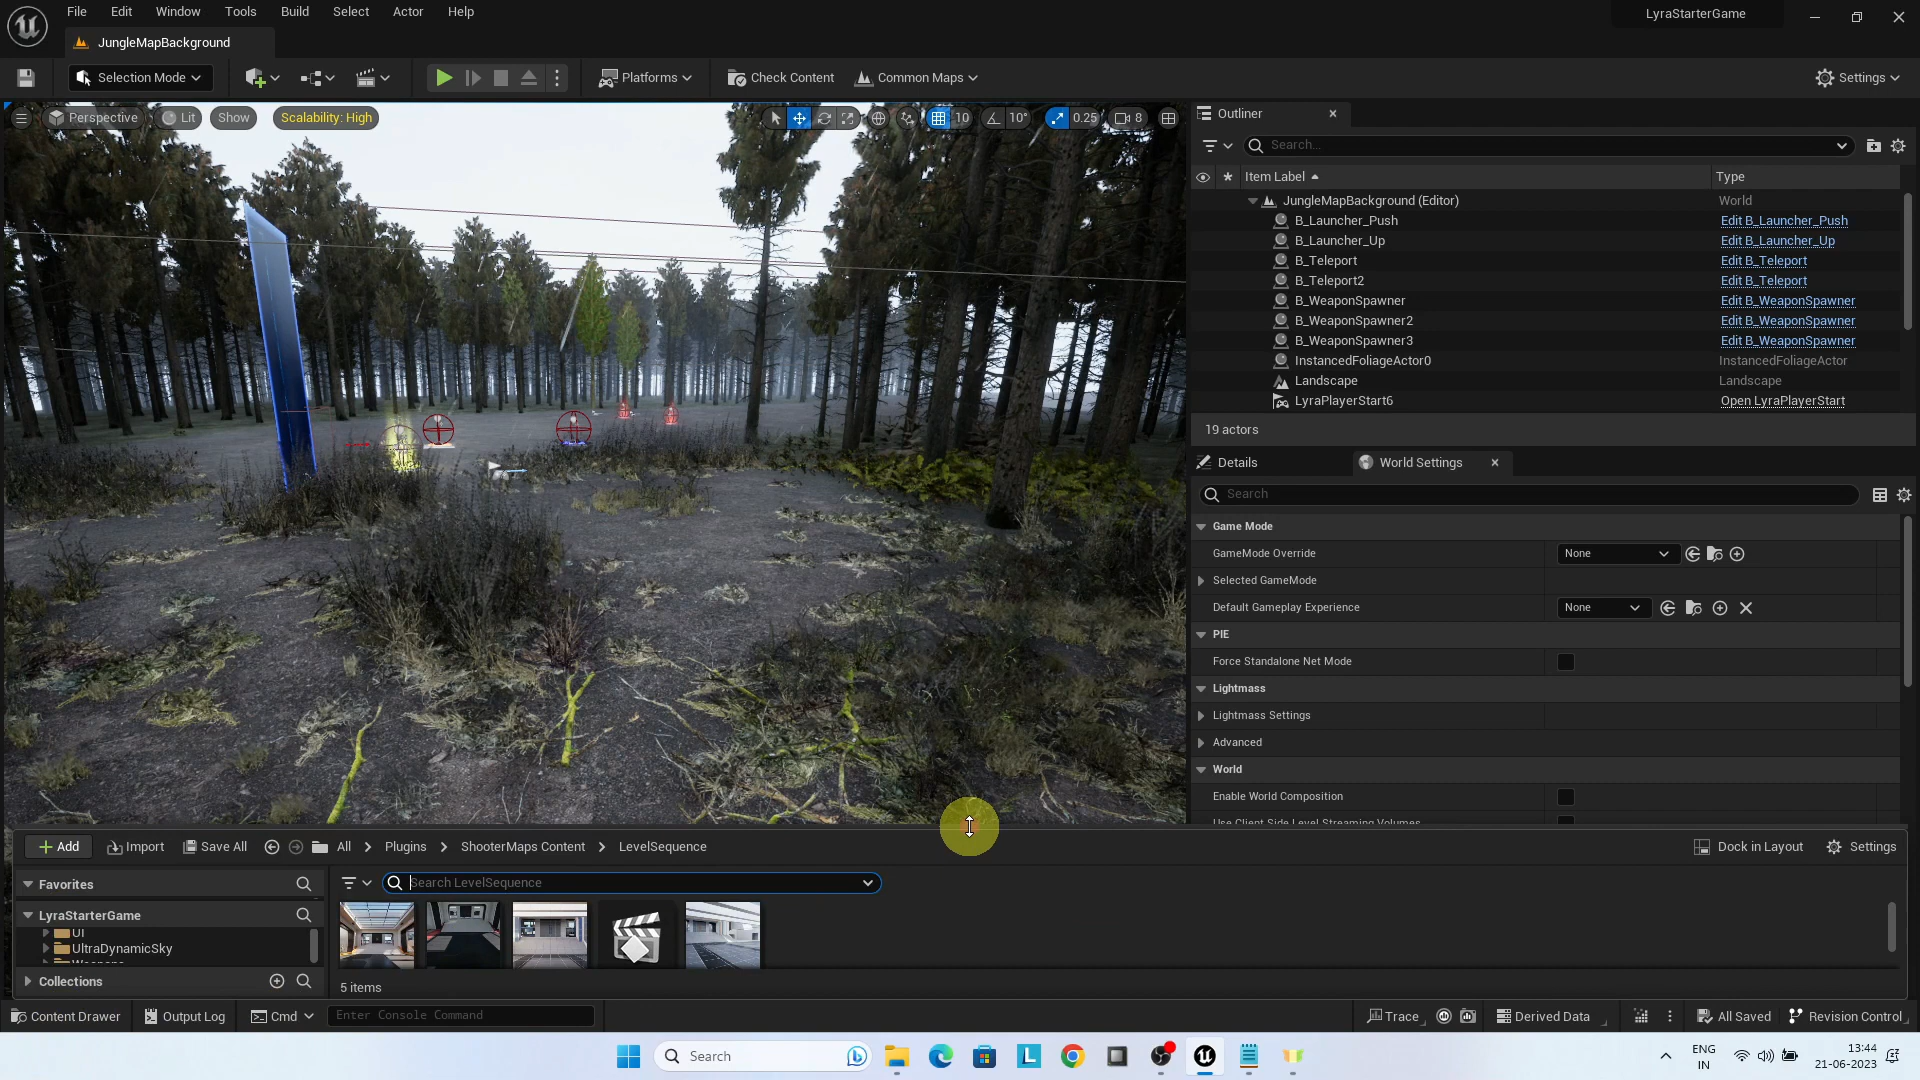 File Edit Window Tools Build Select Actor Help
LyraStarterGame
JungleMapBackground
Selection Mode
Platforms
Check Content
Common Maps
Settings
Perspective
Lit
Show
Scalability: High
10
10°
0.25
8
Outliner
Search...
Item Label
Type
JungleMapBackground (Editor)
World
B_Launcher_Push
Edit B_Launcher_Push
B_Launcher_Up
Edit B_Launcher_Up
B_Teleport
Edit B_Teleport
B_Teleport2
Edit B_Teleport
B_WeaponSpawner
Edit B_WeaponSpawner
B_WeaponSpawner2
Edit B_WeaponSpawner
B_WeaponSpawner3
Edit B_WeaponSpawner
InstancedFoliageActor0
InstancedFoliageActor
Landscape
Landscape
LyraPlayerStart6
Open LyraPlayerStart
19 actors
Details
World Settings
Search
Game Mode
GameMode Override
None
Selected GameMode
Default Gameplay Experience
None
PIE
Force Standalone Net Mode
Lightmass
Lightmass Settings
Advanced
World
Enable World Composition
Use Client Side Level Streaming Volumes
Add
Import
Save All
All
Plugins
ShooterMaps Content
LevelSequence
Dock in Layout
Settings
Favorites
Search LevelSequence
LyraStarterGame
UI
UltraDynamicSky
Collections
5 items
Content Drawer
Output Log
Cmd
Enter Console Command
Trace
Derived Data
All Saved
Revision Control
Search
ENG
IN
13:44
21-06-2023